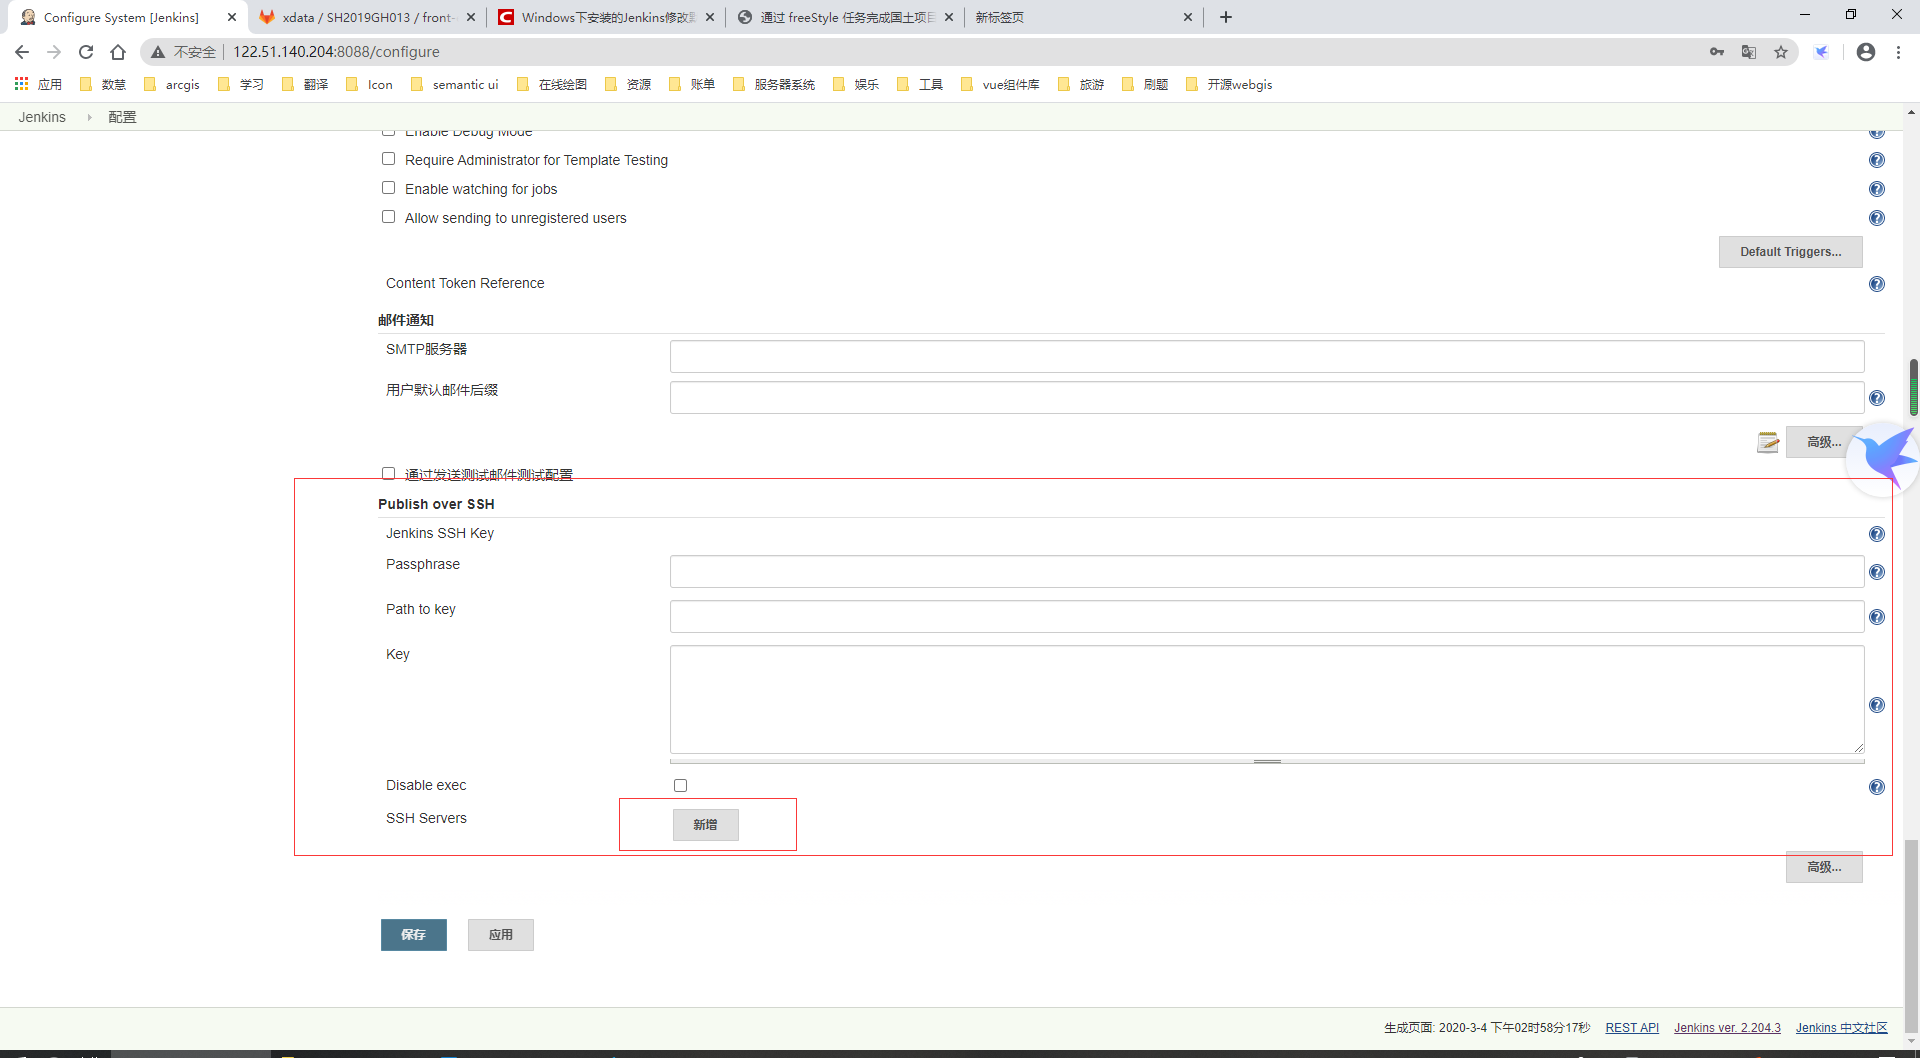 Configure System [Jenkins]
xdata / SH2019GH013 / front-
Windows下安装的Jenkins修改默
通过 freeStyle 任务完成国土项目
新标签页
不安全
122.51.140.204:8088/configure
应用
数慧
arcgis
学习
翻译
Icon
semantic ui
在线绘图
资源
账单
服务器系统
娱乐
工具
vue组件库
旅游
刷题
开源webgis
Jenkins
配置
Enable Debug Mode
Require Administrator for Template Testing
Enable watching for jobs
Allow sending to unregistered users
Default Triggers...
Content Token Reference
邮件通知
SMTP服务器
用户默认邮件后缀
高级...
通过发送测试邮件测试配置
Publish over SSH
Jenkins SSH Key
Passphrase
Path to key
Key
Disable exec
SSH Servers
新增
高级...
保存
应用
生成页面: 2020-3-4 下午02时58分17秒
REST API
Jenkins ver. 2.204.3
Jenkins 中文社区